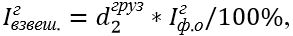 I^г_взвеш. = d^груз_2 * I^г_ф.о/100%,